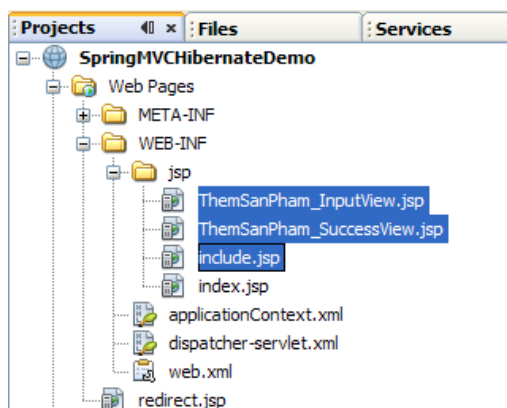 Projects Files Services
SpringMVCHibernateDemo
Web Pages
META-INF
WEB-INF
jsp
ThemSanPham_InputView.jsp
ThemSanPham_SuccessView.jsp
include.jsp
index.jsp
applicationContext.xml
dispatcher-servlet.xml
web.xml
redirect.jsp